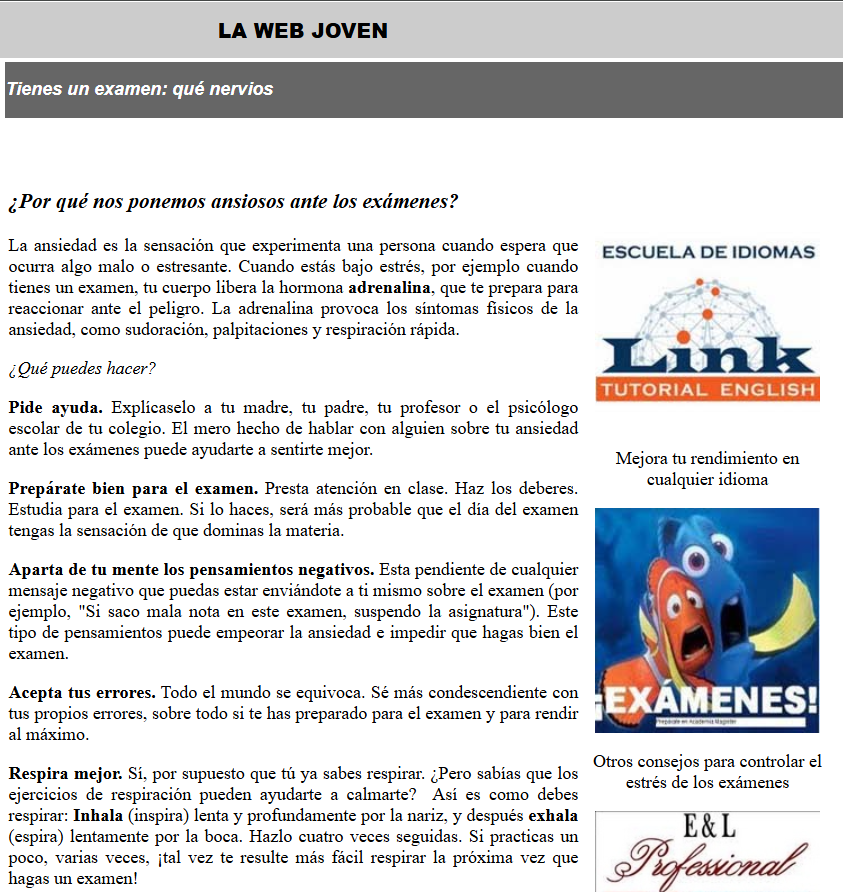 LA WEB JOVEN
Tienes un examen: qué nervios
¿Por qué nos ponemos ansiosos ante los exámenes?
La ansiedad es la sensación que experimenta una persona cuando espera que
ocurra algo malo o estresante. Cuando estás bajo estrés, por ejemplo cuando
tienes un examen, tu cuerpo libera la hormona adrenalina, que te prepara para
reaccionar ante el peligro. La adrenalina provoca los síntomas físicos de la
ansiedad, como sudoración, palpitaciones y respiración rápida.
¿Qué puedes hacer?
Pide ayuda. Explícaselo a tu madre, tu padre, tu profesor o el psicólogo
escolar de tu colegio. El mero hecho de hablar con alguien sobre tu ansiedad
ante los exámenes puede ayudarte a sentirte mejor.
Prepárate bien para el examen. Presta atención en clase. Haz los deberes.
Estudia para el examen. Si lo haces, será más probable que el día del examen
tengas la sensación de que dominas la materia.
Aparta de tu mente los pensamientos negativos. Esta pendiente de cualquier
mensaje negativo que puedas estar enviándote a ti mismo sobre el examen (por
ejemplo, "Si saco mala nota en este examen, suspendo la asignatura"). Este
tipo de pensamientos puede empeorar la ansiedad e impedir que hagas bien el
examen.
Acepta tus errores. Todo el mundo se equivoca. Sé más condescendiente con
tus propios errores, sobre todo si te has preparado para el examen y para rendir
al máximo.
Respira mejor. Sí, por supuesto que tú ya sabes respirar. ¿Pero sabías que los
ejercicios de respiración pueden ayudarte a calmarte? Así es como debes
respirar: Inhala (inspira) lenta y profundamente por la nariz, y después exhala
(espira) lentamente por la boca. Hazlo cuatro veces seguidas. Si practicas un
poco, varias veces, ¡tal vez te resulte más fácil respirar la próxima vez que
hagas un examen!
ESCUELA DE IDIOMAS
Link
TUTORIAL ENGLISH
Mejora tu rendimiento en
cualquier idioma
¡EXÁMENES!
Prepárate en Academia Magister
Otros consejos para controlar el
estrés de los exámenes
E & L
Professional